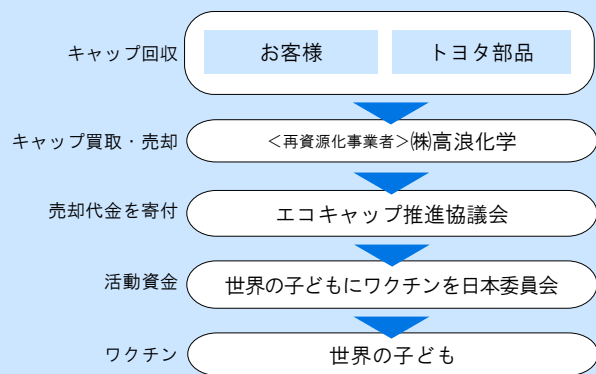 キャップ回収
お客様
トヨタ部品
キャップ買取・売却
＜再資源化事業者＞㈱高浪化学
売却代金を寄付
エコキャップ推進協議会
活動資金
世界の子どもにワクチンを日本委員会
ワクチン
世界の子ども